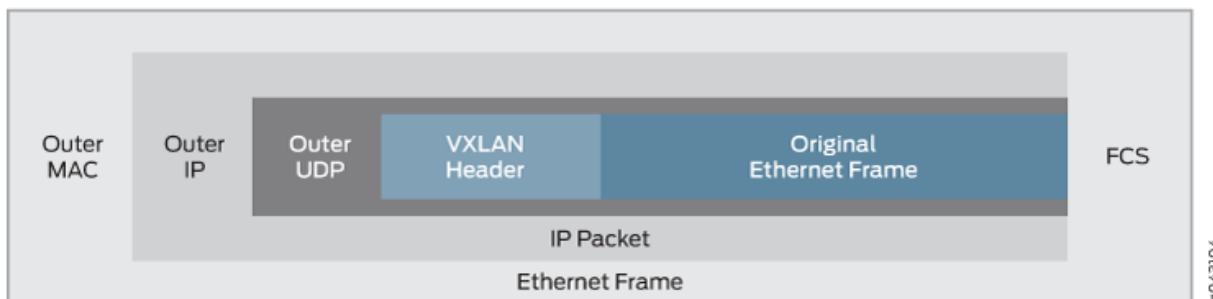 Outer
MAC
Outer
IP
Outer
UDP
VXLAN
Header
Original
Ethernet Frame
FCS
IP Packet
Ethernet Frame